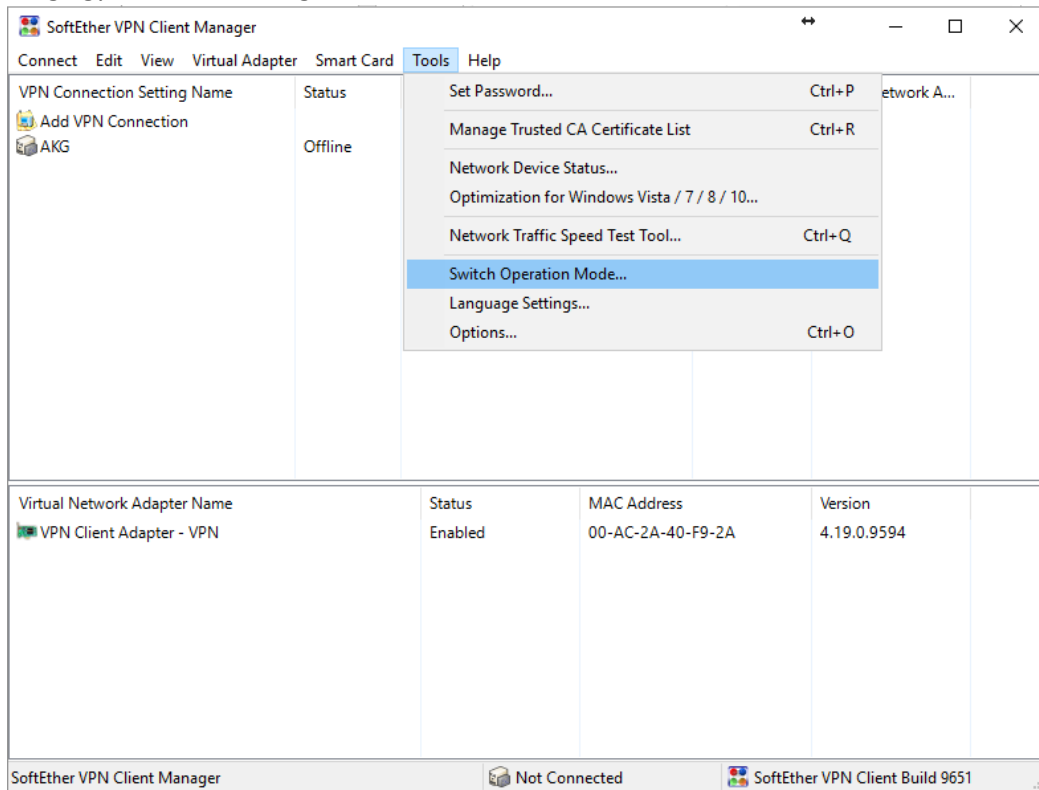 SoftEther VPN Client Manager
Connect Edit View Virtual Adapter Smart Card Tools Help
VPN Connection Setting Name Status etwork A...
Add VPN Connection
AKG Offline
Set Password... Ctrl+P
Manage Trusted CA Certificate List Ctrl+R
Network Device Status...
Optimization for Windows Vista / 7 / 8 / 10...
Network Traffic Speed Test Tool... Ctrl+Q
Switch Operation Mode...
Language Settings...
Options... Ctrl+O
Virtual Network Adapter Name Status MAC Address Version
VPN Client Adapter - VPN Enabled 00-AC-2A-40-F9-2A 4.19.0.9594
SoftEther VPN Client Manager Not Connected SoftEther VPN Client Build 9651